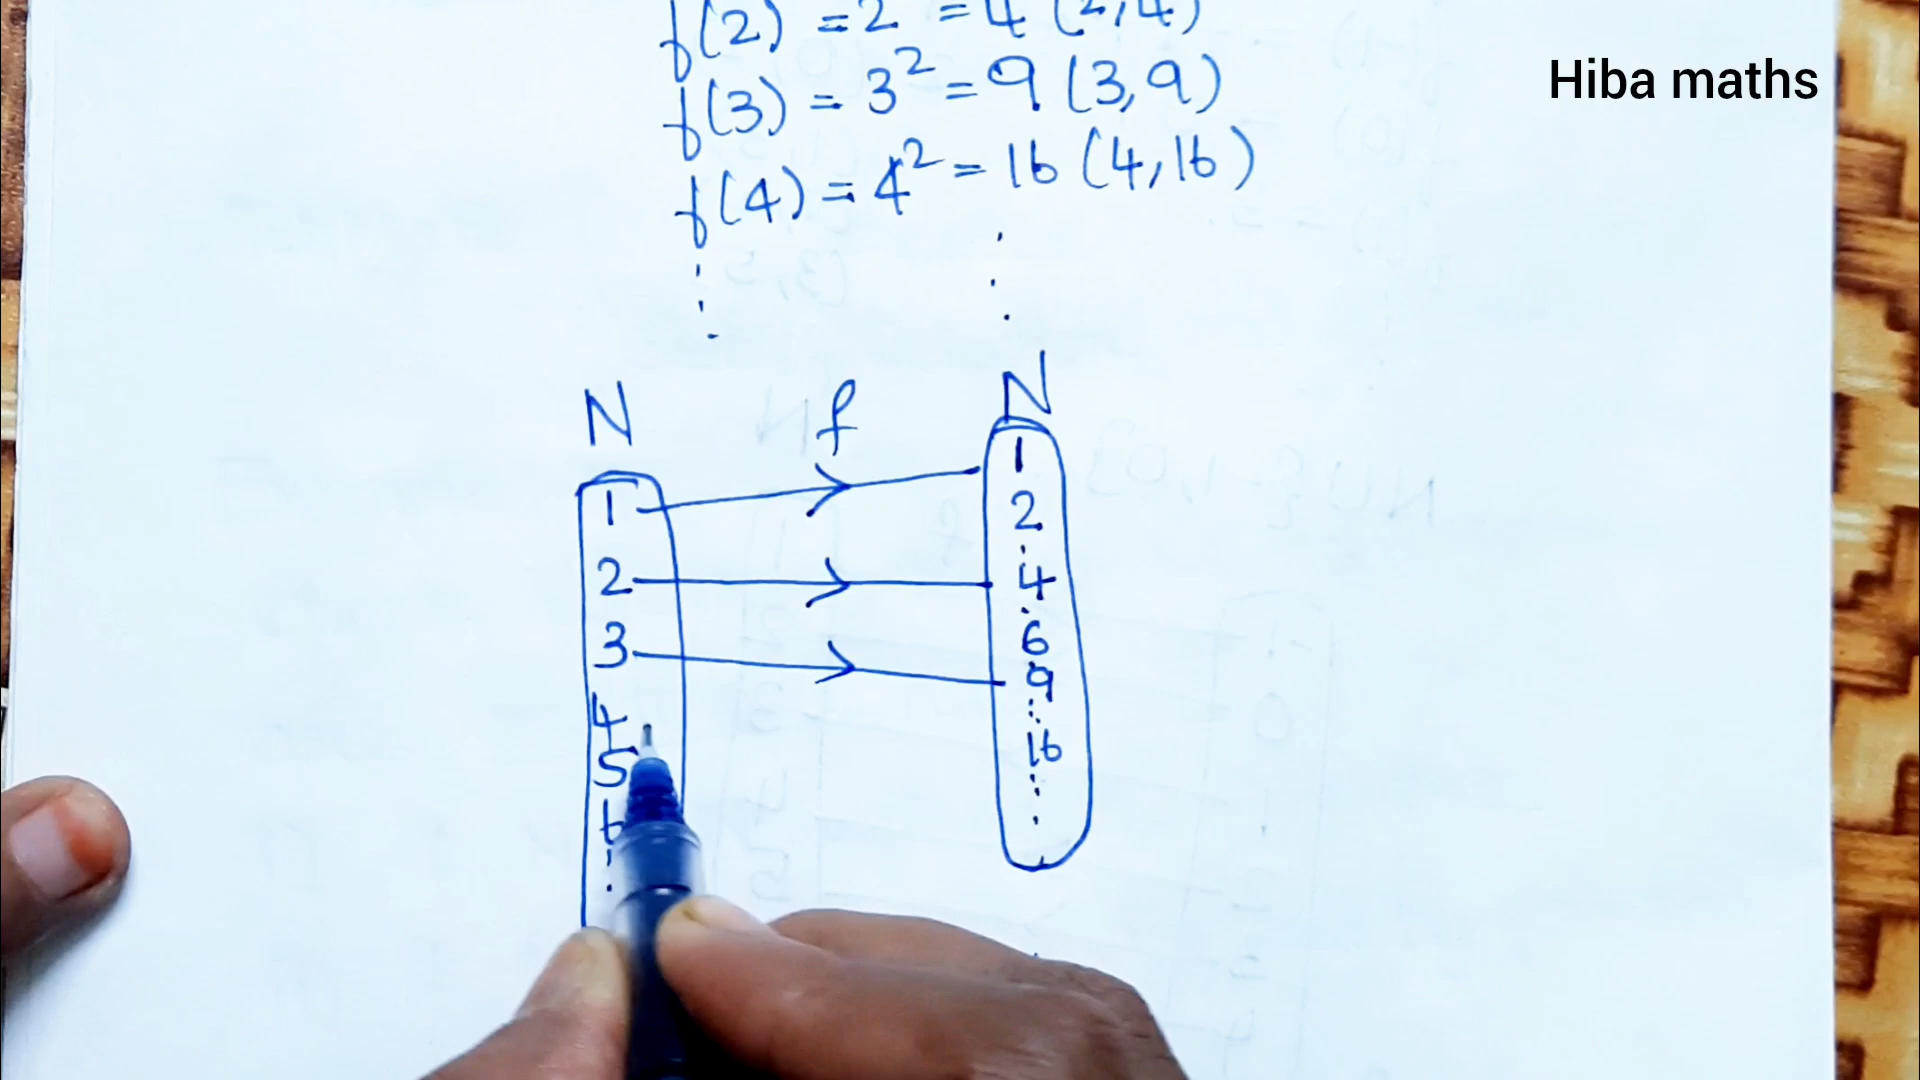 f(2) = 2 = 4 (2,4)
Hiba maths
f(3) = 3² = 9 (3,9)
f(4) = 4² = 16 (4,16)
N f N
1 1
2 2
4
3 6
9
4 16
5
6